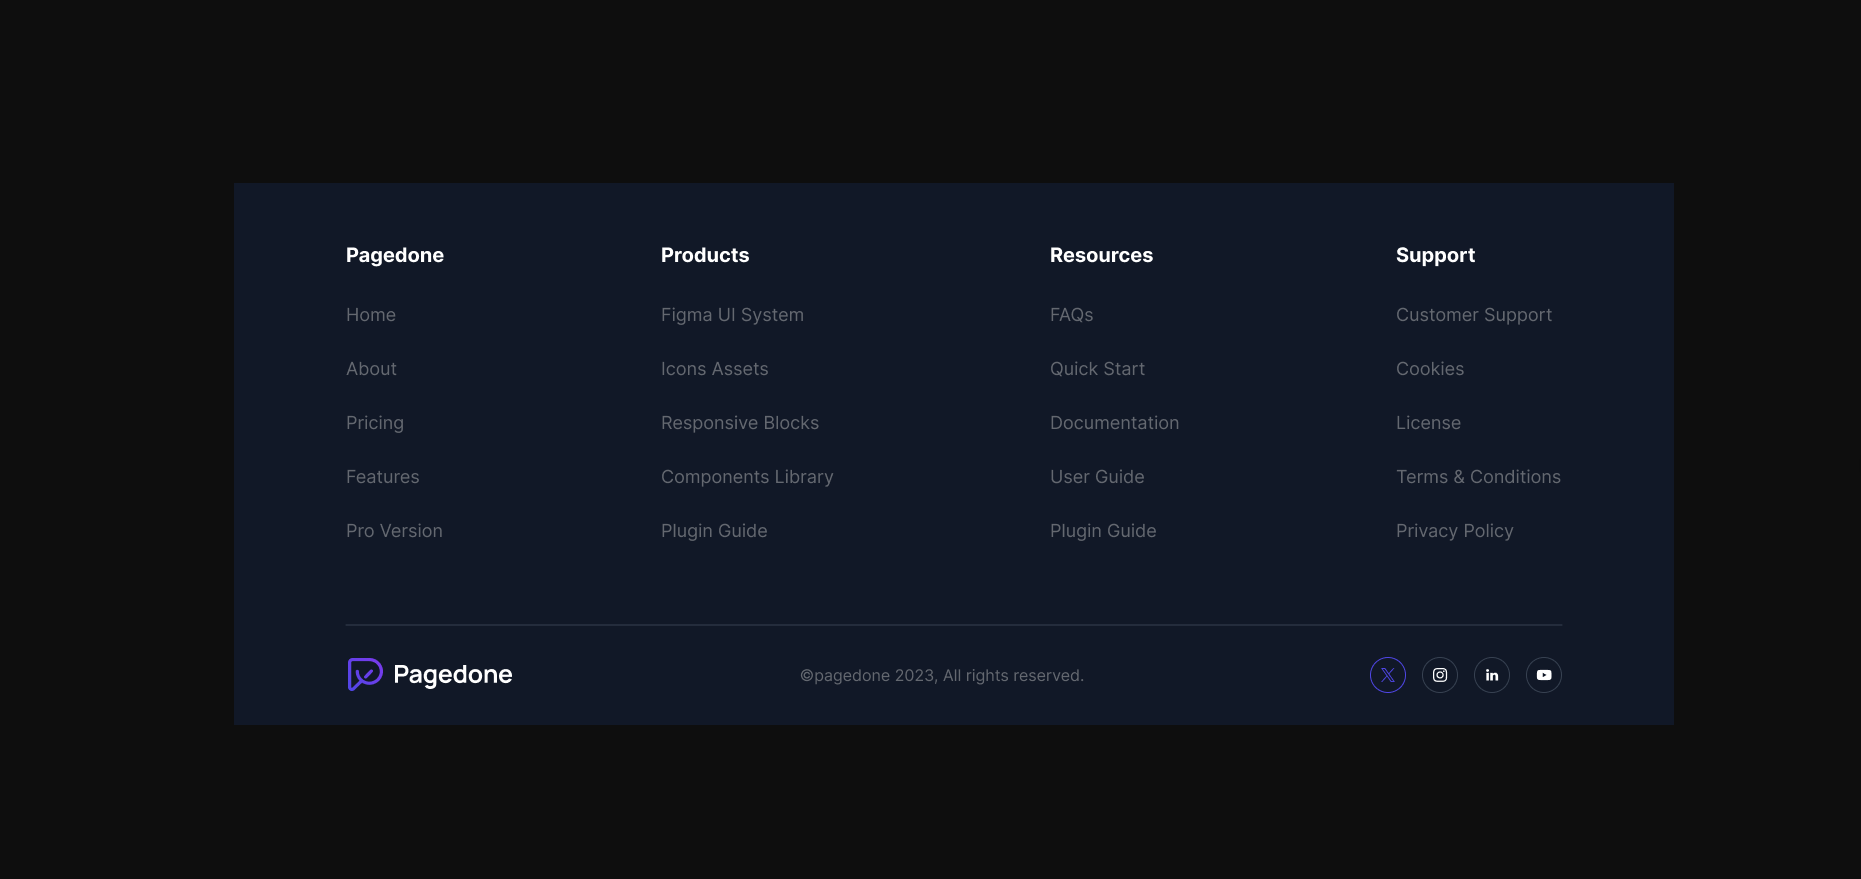 Pagedone
Home
About
Pricing
Features
Pro Version
Products
Figma UI System
Icons Assets
Responsive Blocks
Components Library
Plugin Guide
Resources
FAQs
Quick Start
Documentation
User Guide
Plugin Guide
Support
Customer Support
Cookies
License
Terms & Conditions
Privacy Policy
Pagedone
©pagedone 2023, All rights reserved.